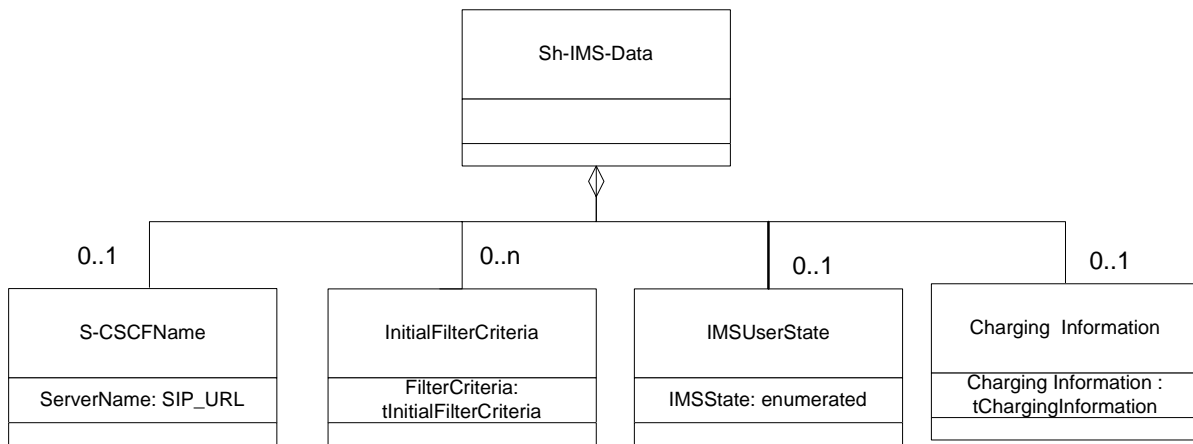 Sh-IMS-Data
0..1
0..n
0..1
0..1
S-CSCFName
ServerName: SIP_URL
InitialFilterCriteria
FilterCriteria:
tInitialFilterCriteria
IMSUserState
IMSState: enumerated
Charging Information
Charging Information :
tChargingInformation